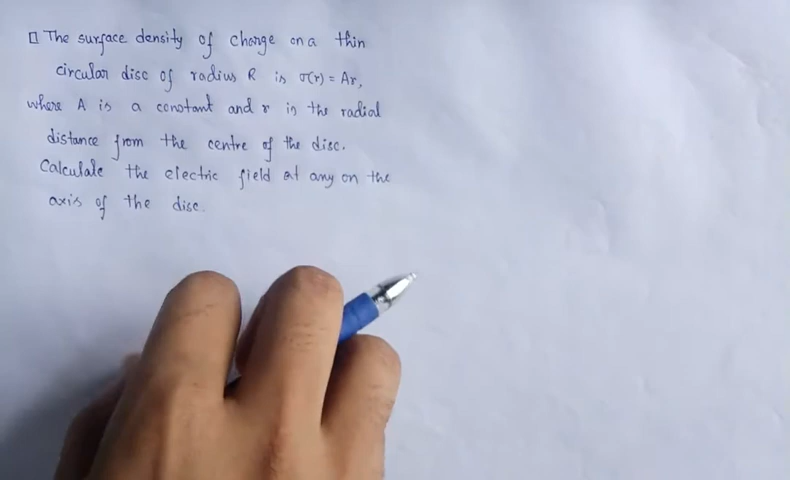 □ The surface density of charge on a thin
circular disc of radius R is σ(r) = Ar,
where A is a constant and r is the radial
distance from the centre of the disc.
Calculate the electric field at any on the
axis of the disc.